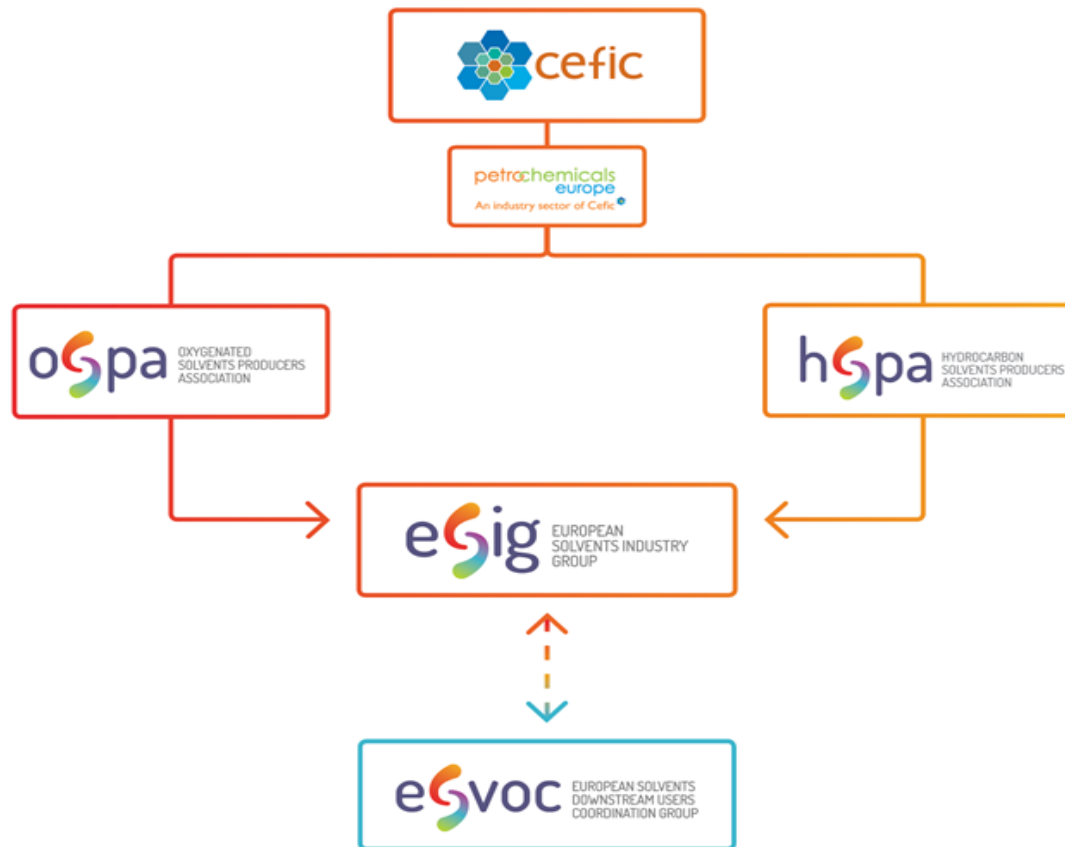 cefic
petrochemicals
europe
An industry sector of Cefic
ospa
OXYGENATED
SOLVENTS PRODUCERS
ASSOCIATION
hspa
HYDROCARBON
SOLVENTS PRODUCERS
ASSOCIATION
esig
EUROPEAN
SOLVENTS INDUSTRY
GROUP
esvoc
EUROPEAN SOLVENTS
DOWNSTREAM USERS
COORDINATION GROUP